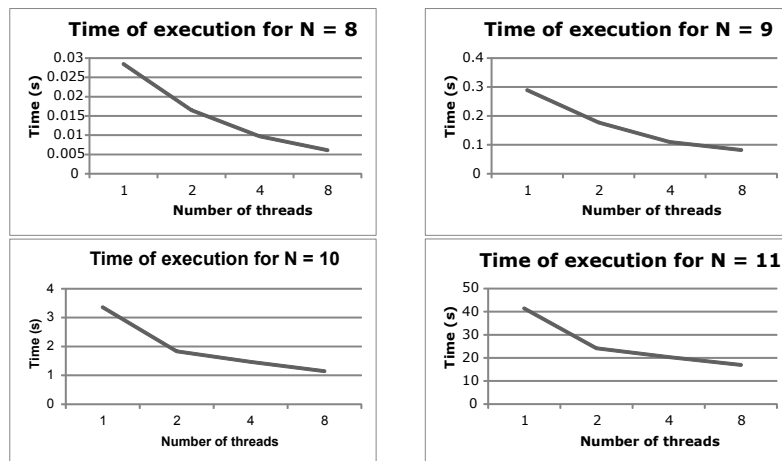 Time of execution for N = 8
Time (s)
0.03
0.025
0.02
0.015
0.01
0.005
0
1 2 4 8
Number of threads
Time of execution for N = 9
Time (s)
0.4
0.3
0.2
0.1
0
1 2 4 8
Number of threads
Time of execution for N = 10
Time (s)
4
3
2
1
0
1 2 4 8
Number of threads
Time of execution for N = 11
Time (s)
50
40
30
20
10
0
1 2 4 8
Number of threads